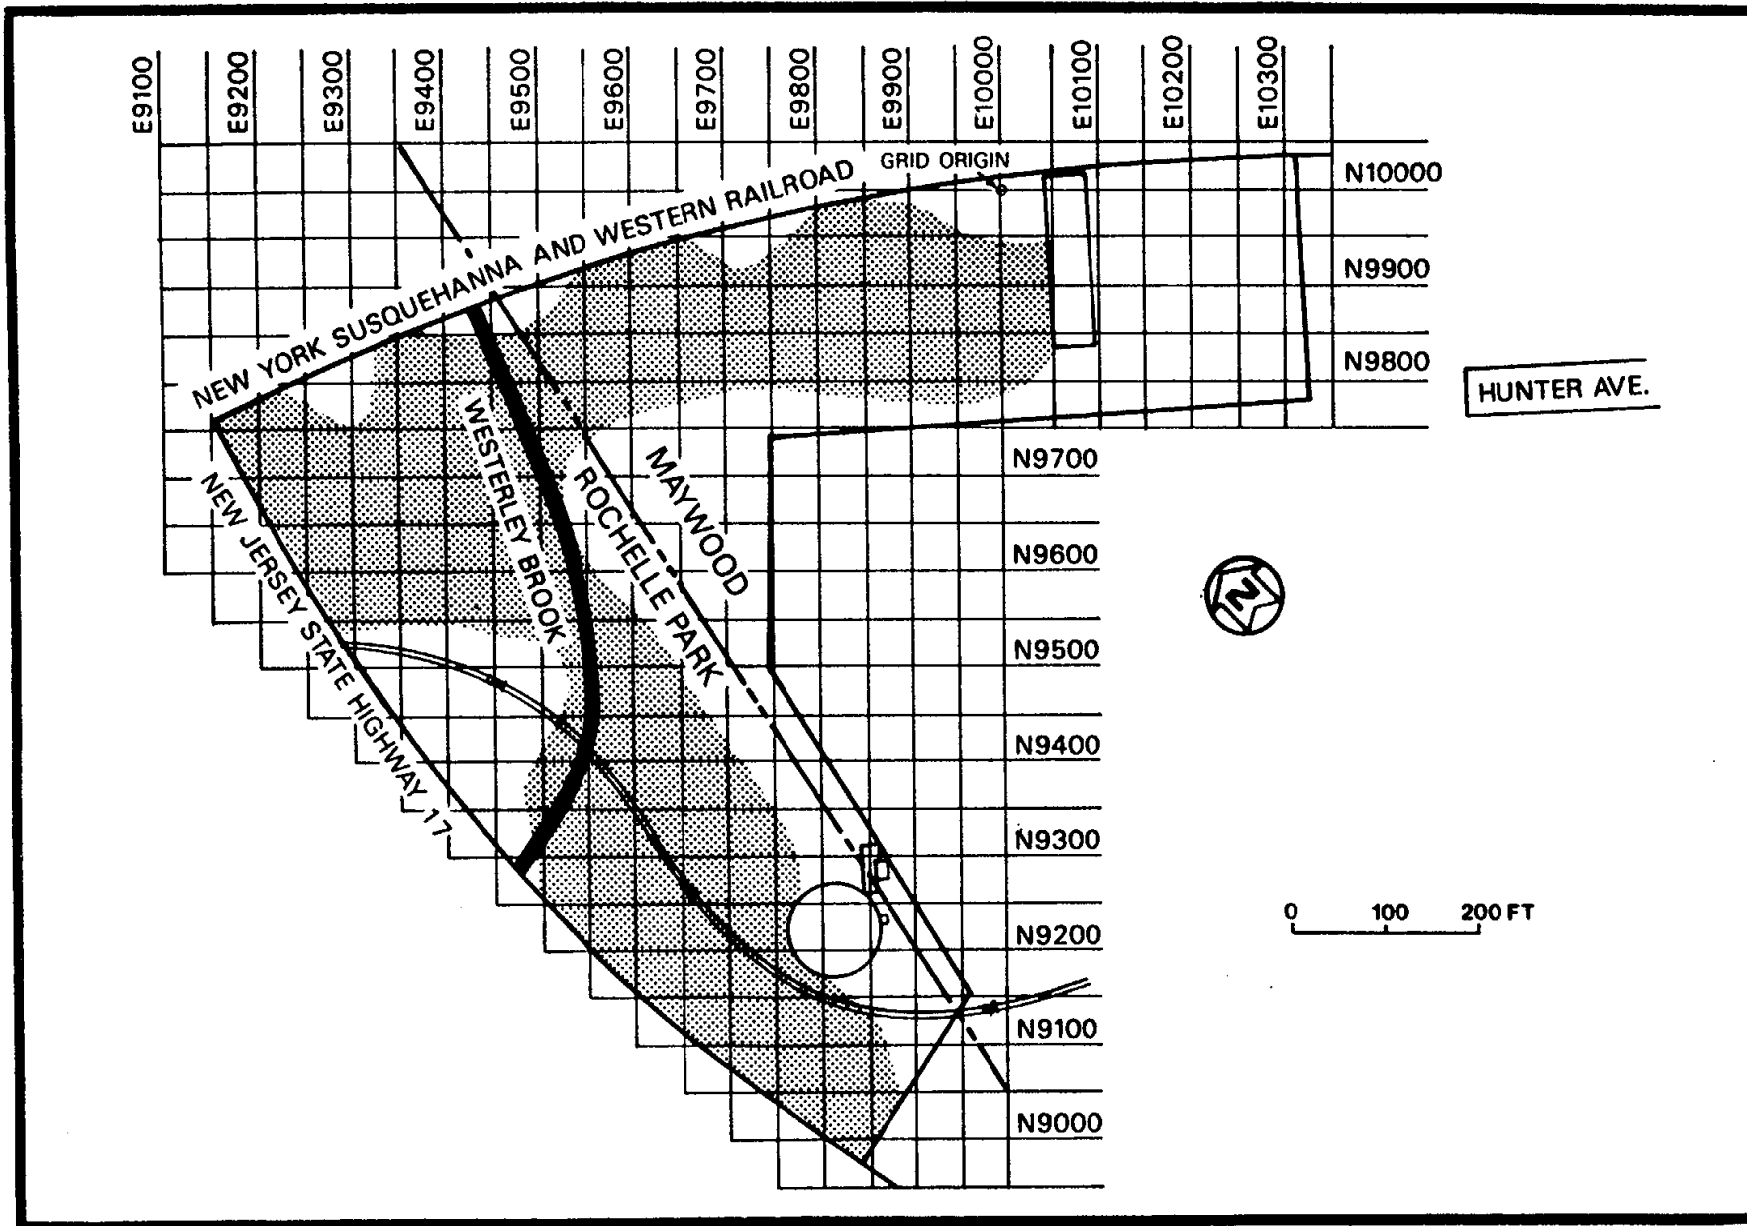 E9100
E9200
E9300
E9400
E9500
E9600
E9700
E9800
E9900
E10000
E10100
E10200
E10300
GRID ORIGIN
N10000
NEW YORK SUSQUEHANNA AND WESTERN RAILROAD
N9900
N9800
HUNTER AVE.
N9700
MAYWOOD
ROCHELLE PARK
WESTERLEY BROOK
NEW JERSEY STATE HIGHWAY 17
N9600
N
N9500
N9400
N9300
0 100 200 FT
N9200
N9100
N9000